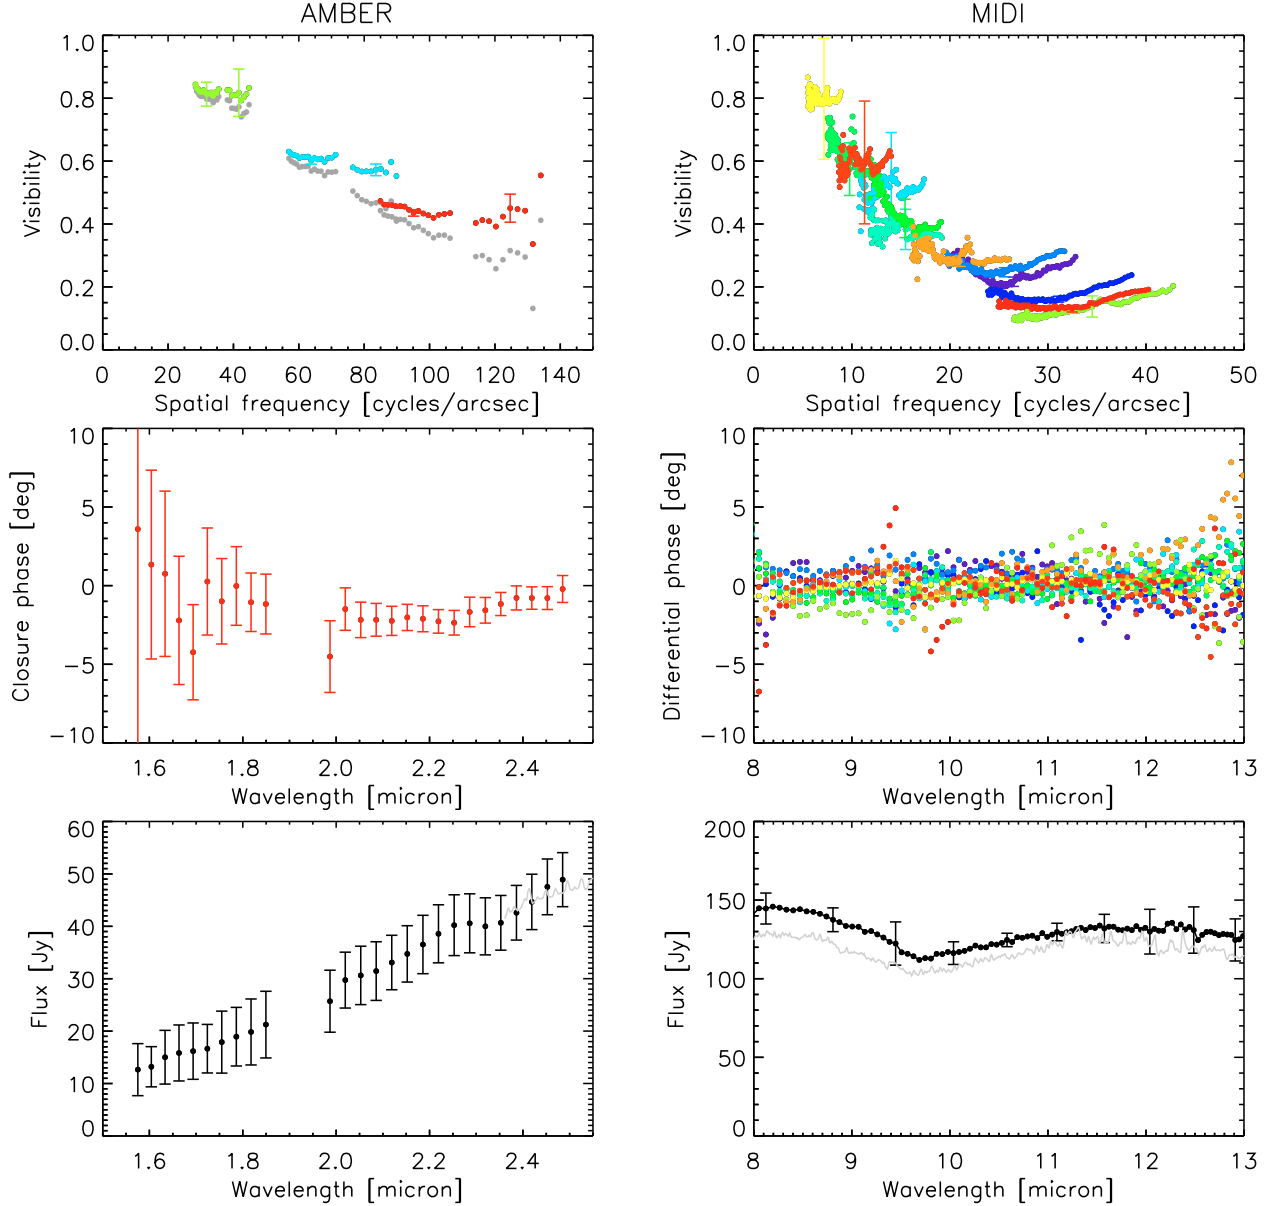 AMBER
MIDI
1.0
0.8
0.6
0.4
0.2
0.0
Visibility
0 20 40 60 80 100 120 140
Spatial frequency [cycles/arcsec]
1.0
0.8
0.6
0.4
0.2
0.0
Visibility
0 10 20 30 40 50
Spatial frequency [cycles/arcsec]
10
5
0
−5
−10
Closure phase [deg]
1.6 1.8 2.0 2.2 2.4
Wavelength [micron]
10
5
0
−5
−10
Differential phase [deg]
8 9 10 11 12 13
Wavelength [micron]
60
50
40
30
20
10
0
Flux [Jy]
1.6 1.8 2.0 2.2 2.4
Wavelength [micron]
200
150
100
50
0
Flux [Jy]
8 9 10 11 12 13
Wavelength [micron]